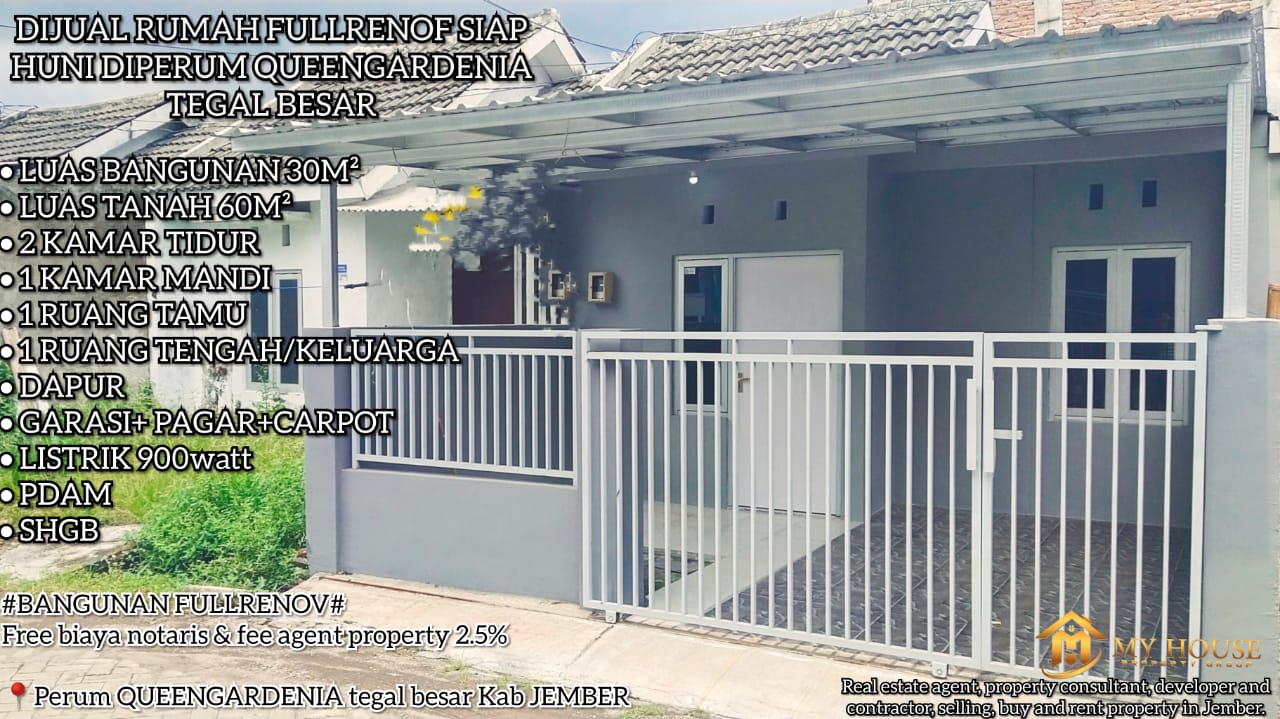 DIJUAL RUMAH FULLRENOF SIAP
HUNI DIPERUM QUEENGARDENIA
TEGAL BESAR
• LUAS BANGUNAN 30M²
• LUAS TANAH 60M²
• 2 KAMAR TIDUR
• 1 KAMAR MANDI
• 1 RUANG TAMU
• 1 RUANG TENGAH/KELUARGA
• DAPUR
• GARASI+ PAGAR+CARPOT
• LISTRIK 900watt
• PDAM
• SHGB
#BANGUNAN FULLRENOV#
Free biaya notaris & fee agent property 2.5%
📍Perum QUEENGARDENIA tegal besar Kab JEMBER
MY HOUSE
PROPERTY GROUP
Real estate agent, property consultant, developer and
contractor, selling, buy and rent property in Jember.